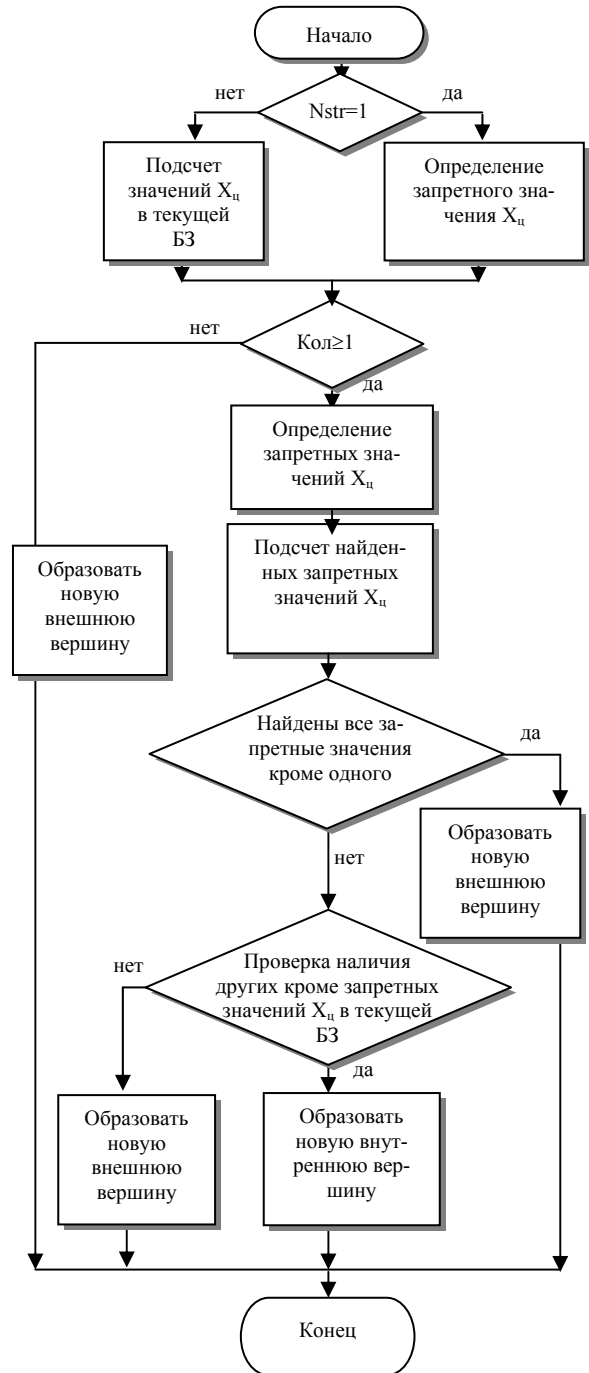 Начало
нет
да
Nstr=1
Подсчет
значений Xц
в текущей
БЗ
Определение
запретного зна-
чения Xц
нет
Кол≥1
да
Определение
запретных зна-
чений Xц
Подсчет найден-
ных запретных
значений Xц
Образовать
новую
внешнюю
вершину
Найдены все за-
претные значения
кроме одного
да
Образовать
новую
внешнюю
вершину
нет
нет
Проверка наличия
других кроме запретных
значений Xц в текущей
БЗ
да
Образовать
новую
внешнюю
вершину
Образовать
новую внут-
реннюю вер-
шину
Конец